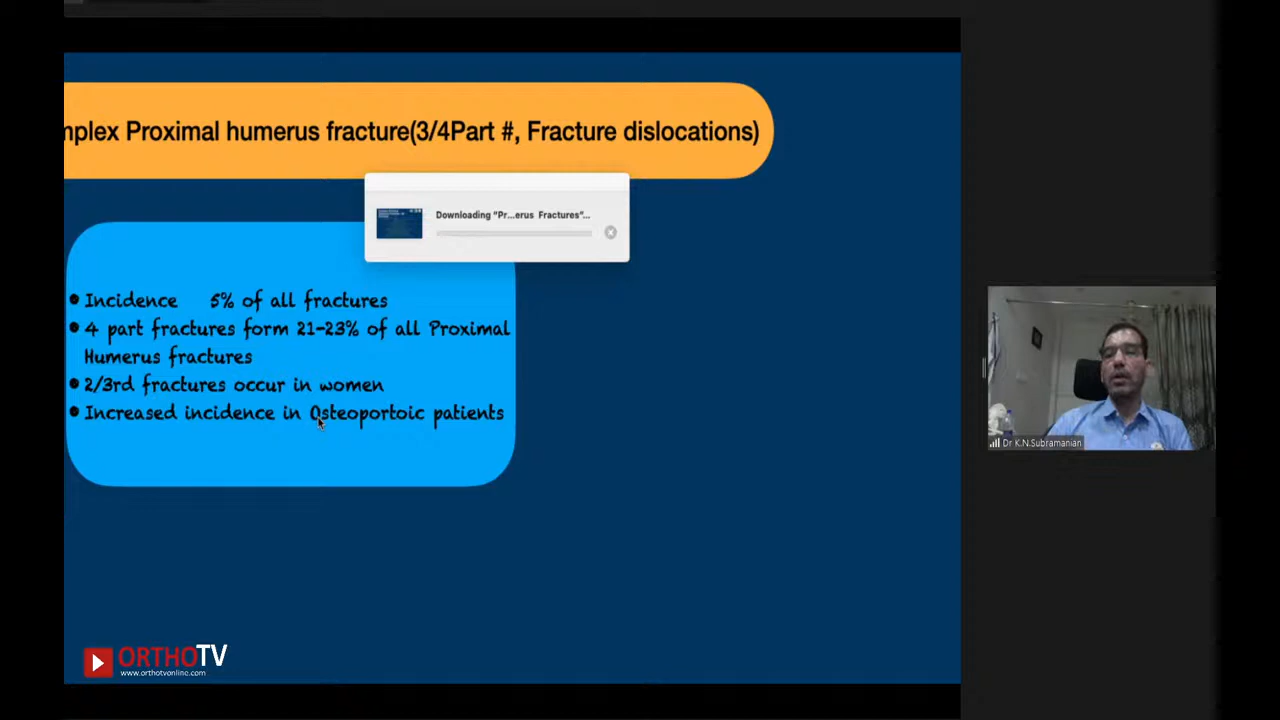 mplex Proximal humerus fracture(3/4Part #, Fracture dislocations)
Downloading "Pr...erus Fractures"...
• Incidence 5% of all fractures
• 4 part fractures form 21-23% of all Proximal
Humerus fractures
• 2/3rd fractures occur in women
• Increased incidence in Osteoportoic patients
Dr K.N.Subramanian
ORTHOTV
www.orthotvonline.com